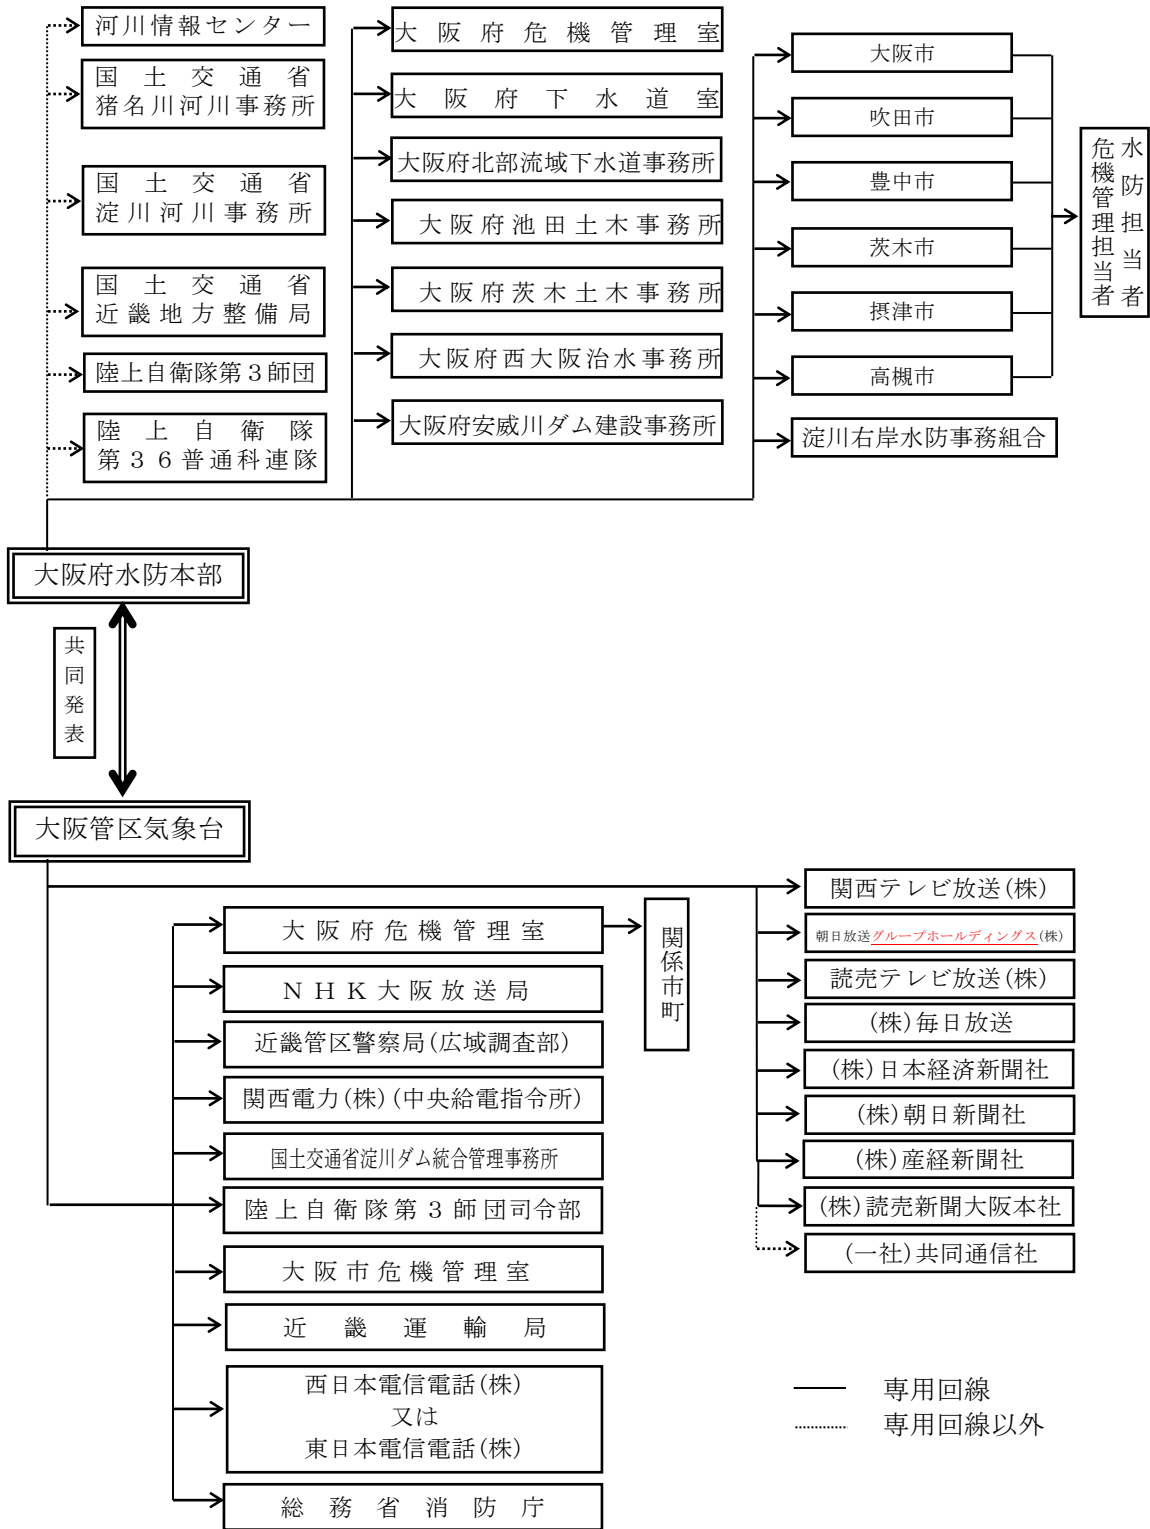 河川情報センター
国土交通省
猪名川河川事務所
国土交通省
淀川河川事務所
国土交通省
近畿地方整備局
陸上自衛隊第３師団
陸上自衛隊
第３６普通科連隊
大阪府危機管理室
大阪府下水道室
大阪府北部流域下水道事務所
大阪府池田土木事務所
大阪府茨木土木事務所
大阪府西大阪治水事務所
大阪府安威川ダム建設事務所
大阪市
吹田市
豊中市
茨木市
摂津市
高槻市
淀川右岸水防事務組合
水防担当者
危機管理担当者
大阪府水防本部
共同発表
大阪管区気象台
大阪府危機管理室
関係市町
ＮＨＫ大阪放送局
近畿管区警察局(広域調査部)
関西電力(株)(中央給電指令所)
国土交通省淀川ダム統合管理事務所
陸上自衛隊第３師団司令部
大阪市危機管理室
近畿運輸局
西日本電信電話(株)
又は
東日本電信電話(株)
総務省消防庁
関西テレビ放送(株)
朝日放送グループホールディングス(株)
読売テレビ放送(株)
(株)毎日放送
(株)日本経済新聞社
(株)朝日新聞社
(株)産経新聞社
(株)読売新聞大阪本社
(一社)共同通信社
専用回線
専用回線以外